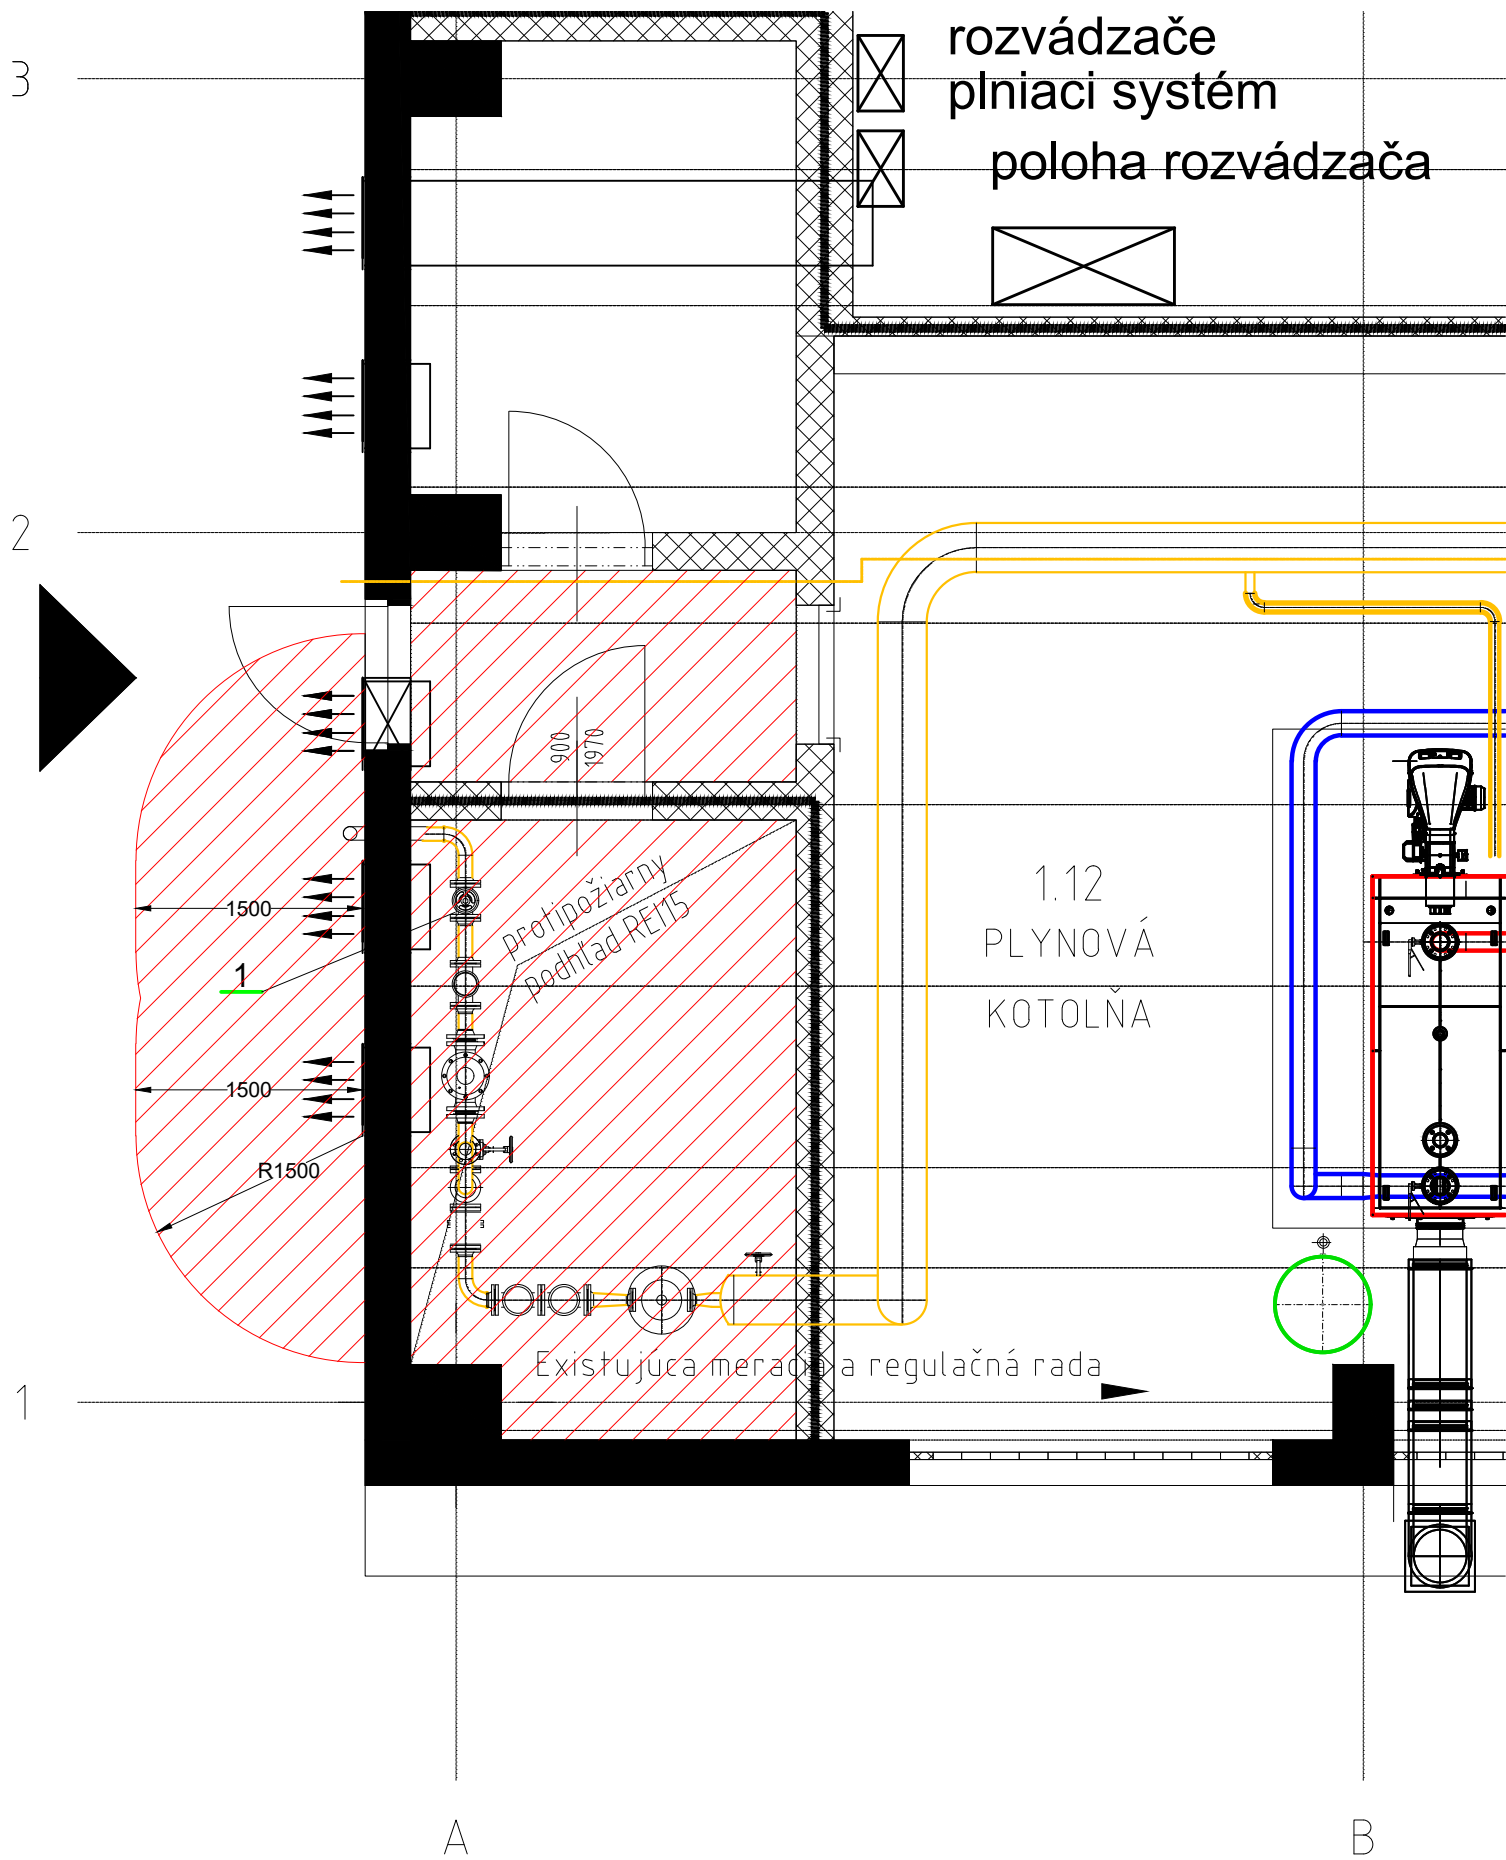 rozvádzače
plniaci systém
poloha rozvádzača
3
2
900
1970
1500
1
protipožiarny
podhľad REI15
1.12
PLYNOVÁ
KOTOLŇA
1500
R1500
Existujúca meracia a regulačná rada
1
A
B